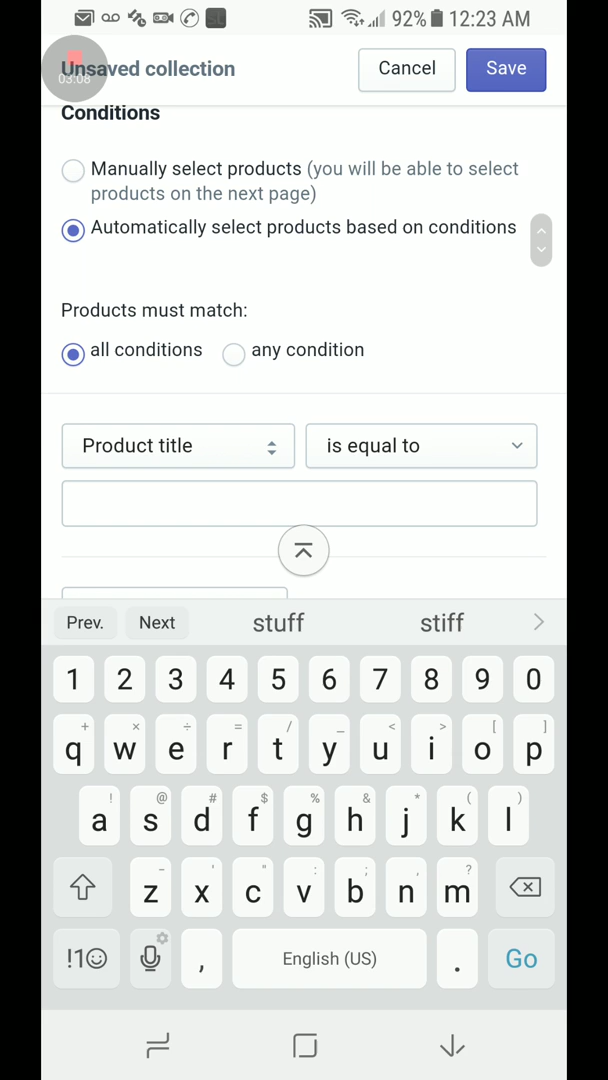 92% 12:23 AM
Unsaved collection
03:08
Cancel
Save
Conditions
Manually select products (you will be able to select
products on the next page)
Automatically select products based on conditions
Products must match:
all conditions
any condition
Product title
is equal to
Prev.
Next
stuff
stiff
1 2 3 4 5 6 7 8 9 0
+ × ÷ = / _ < > [ ]
q w e r t y u i o p
! @ # $ % & * ( )
a s d f g h j k l
- ' " : ; , ?
z x c v b n m
!1☺ , English (US) . Go